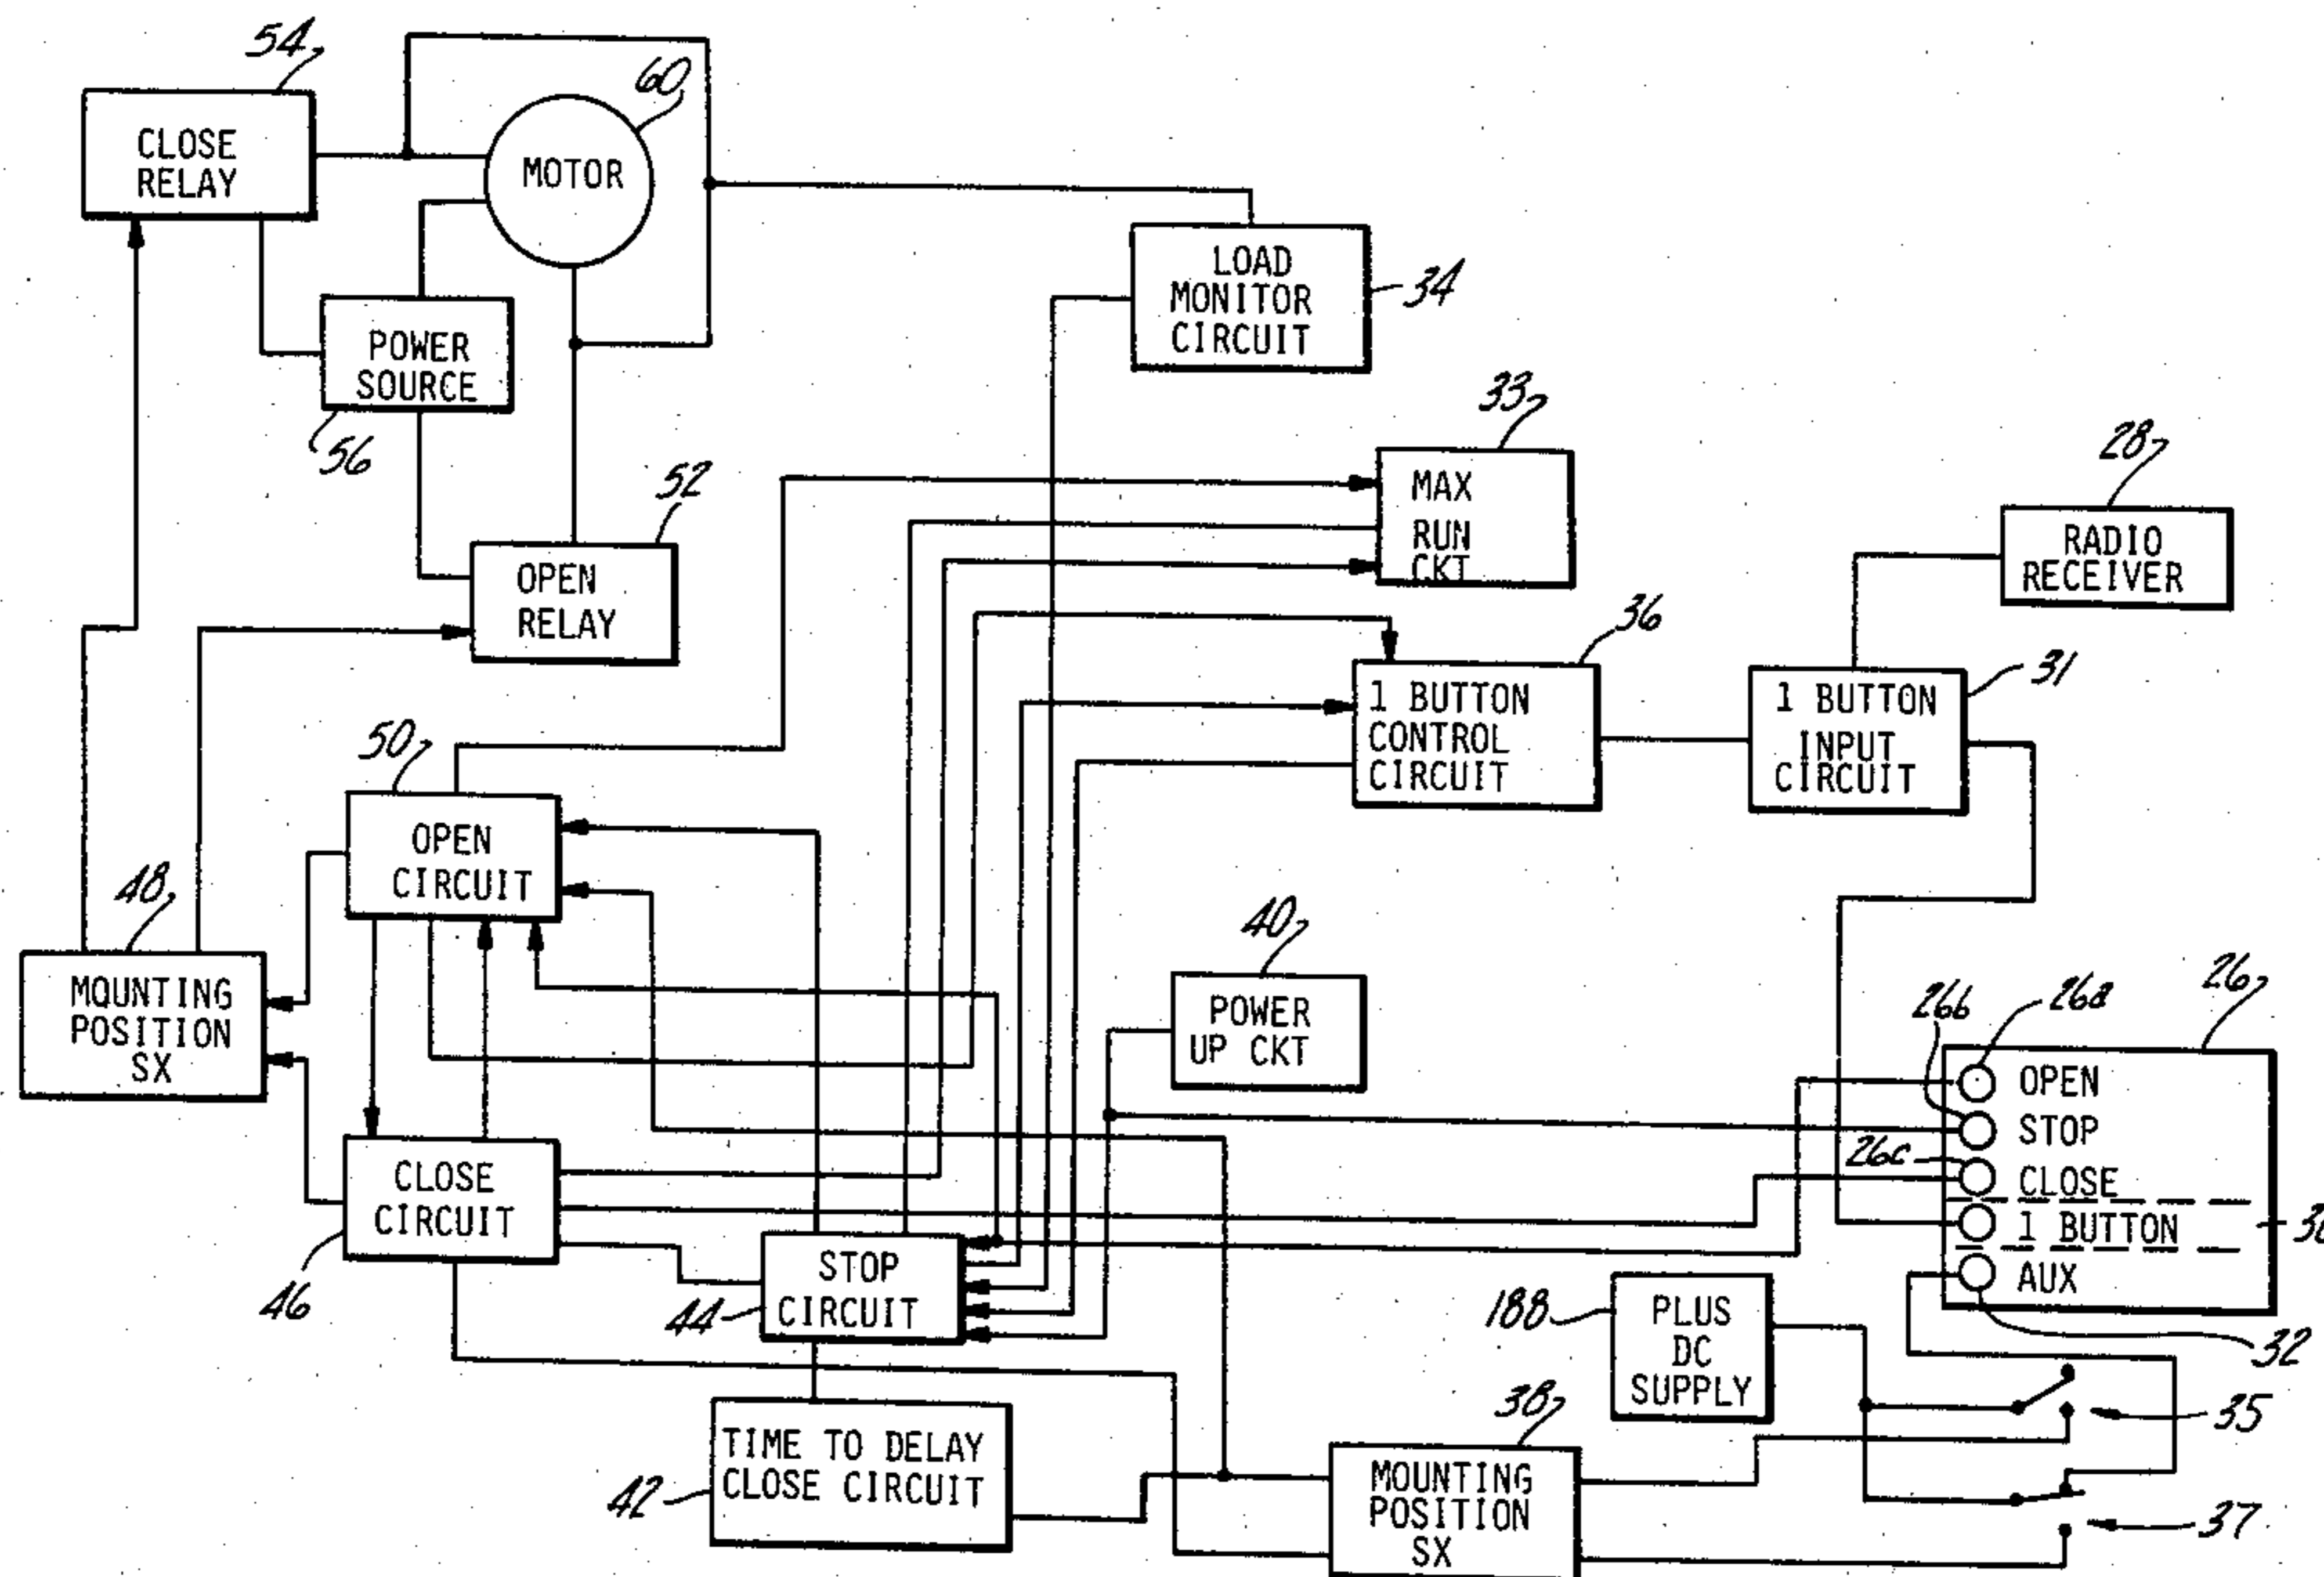 54
60
CLOSE
RELAY
MOTOR
LOAD
MONITOR
CIRCUIT
34
POWER
SOURCE
56
33
MAX
RUN
CKT
52
OPEN
RELAY
28
RADIO
RECEIVER
36
1 BUTTON
CONTROL
CIRCUIT
31
1 BUTTON
INPUT
CIRCUIT
50
OPEN
CIRCUIT
48
MOUNTING
POSITION
SX
40
POWER
UP CKT
26
26b
26a
26c
OPEN
STOP
CLOSE
1 BUTTON
AUX
32
CLOSE
CIRCUIT
46
STOP
CIRCUIT
44
188
PLUS
DC
SUPPLY
35
37
TIME TO DELAY
CLOSE CIRCUIT
42
38
MOUNTING
POSITION
SX